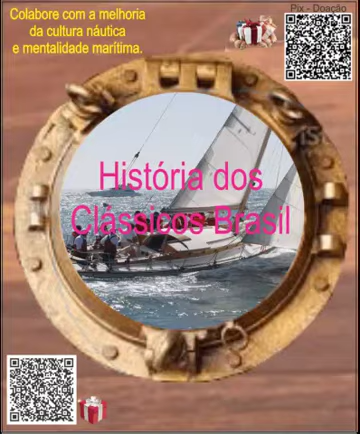 Colabore com a melhoria
da cultura náutica
e mentalidade marítima.
Pix - Doação
História dos
Clássicos Brasil